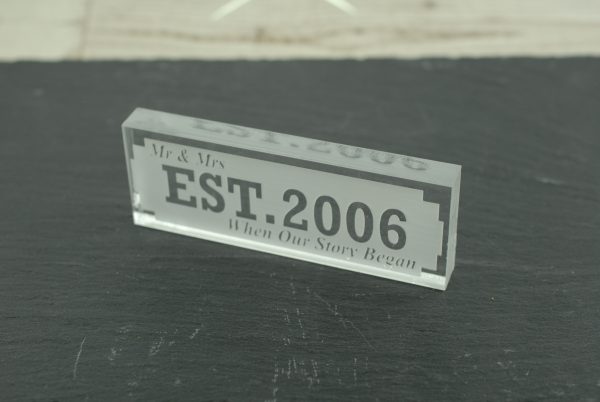 Mr & Mrs
EST.2006
When Our Story Began